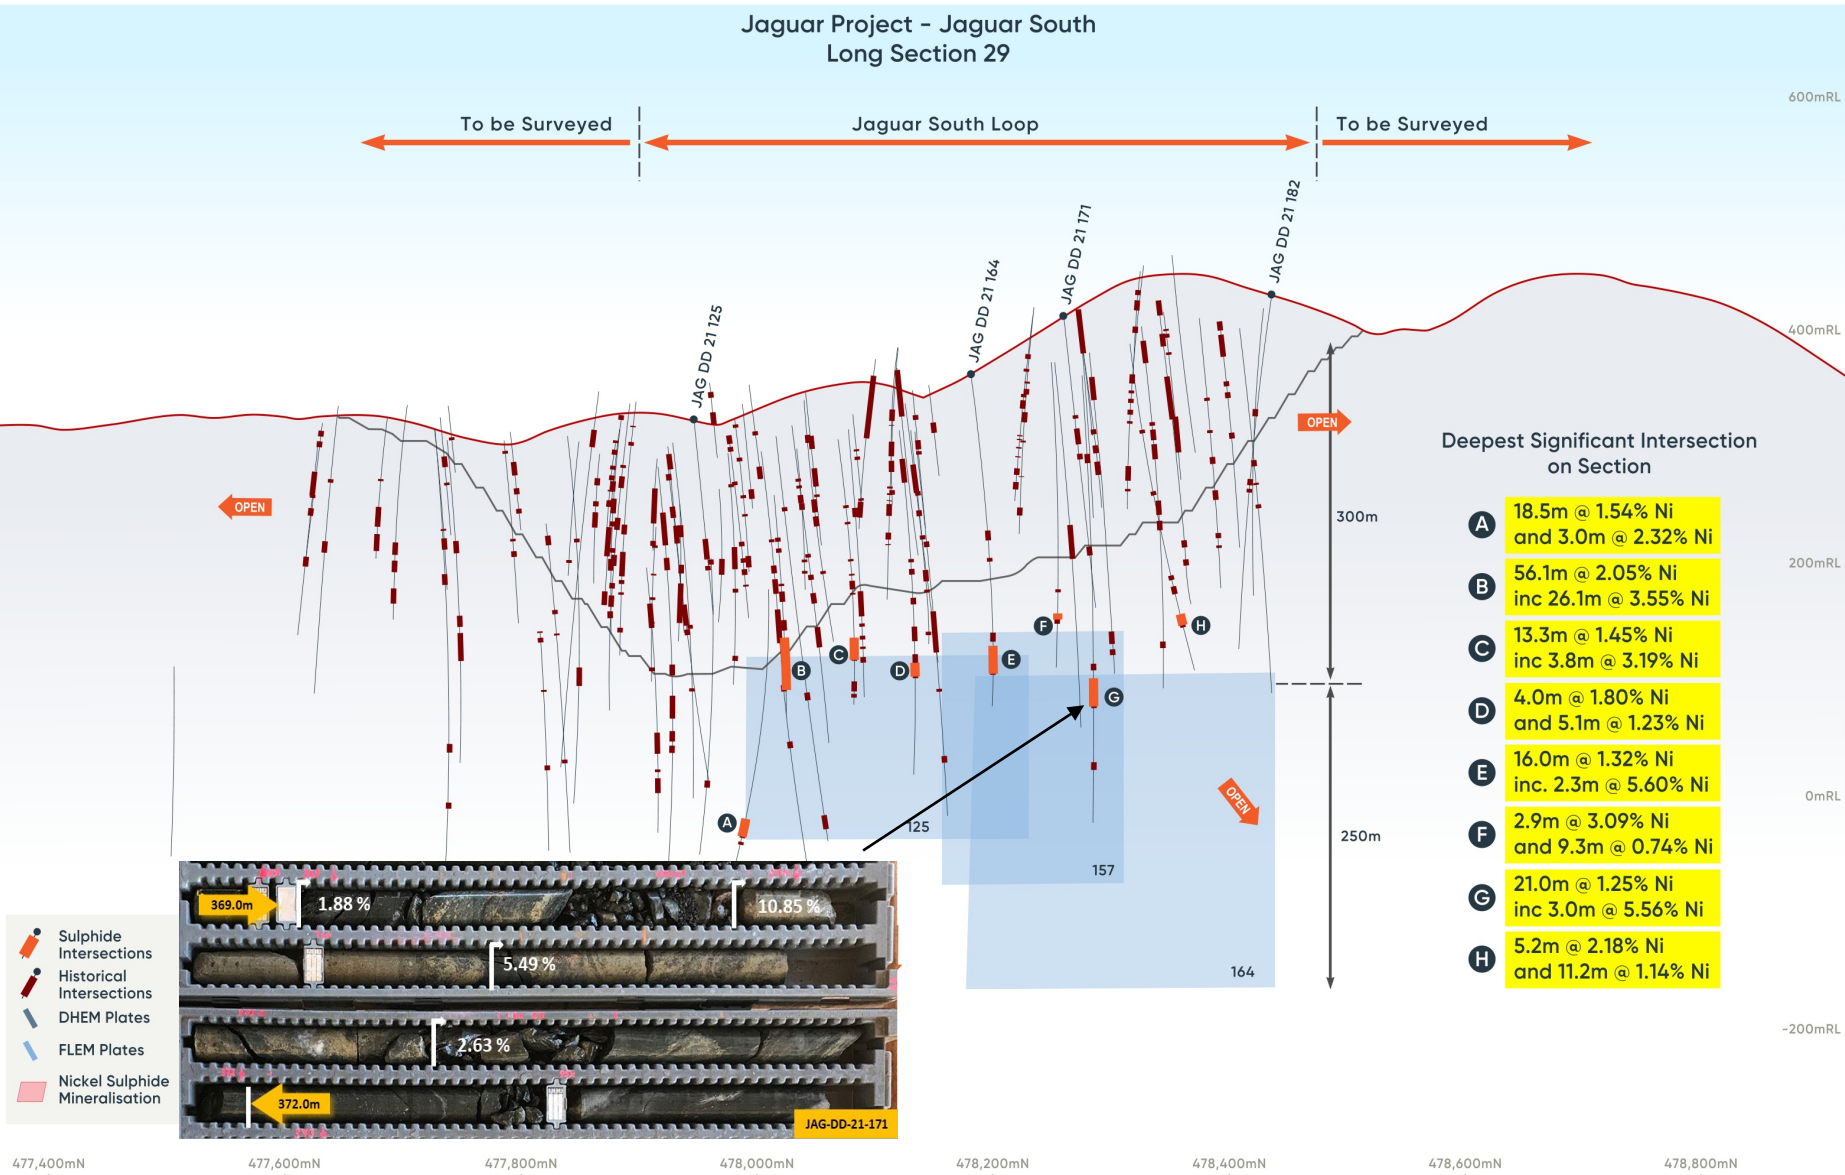 Jaguar Project - Jaguar South
Long Section 29
600mRL
To be Surveyed
Jaguar South Loop
To be Surveyed
JAG DD 21 125
JAG DD 21 164
JAG DD 21 171
JAG DD 21 182
400mRL
OPEN
OPEN
300m
200mRL
Deepest Significant Intersection
on Section
A
18.5m @ 1.54% Ni
and 3.0m @ 2.32% Ni
B
56.1m @ 2.05% Ni
inc 26.1m @ 3.55% Ni
C
13.3m @ 1.45% Ni
inc 3.8m @ 3.19% Ni
D
4.0m @ 1.80% Ni
and 5.1m @ 1.23% Ni
E
16.0m @ 1.32% Ni
inc. 2.3m @ 5.60% Ni
F
2.9m @ 3.09% Ni
and 9.3m @ 0.74% Ni
G
21.0m @ 1.25% Ni
inc 3.0m @ 5.56% Ni
H
5.2m @ 2.18% Ni
and 11.2m @ 1.14% Ni
F
H
C
B
D
E
G
A
OPEN
0mRL
125
250m
157
164
-200mRL
369.0m
1.88 %
10.85 %
5.49 %
2.63 %
372.0m
JAG-DD-21-171
Sulphide
Intersections
Historical
Intersections
DHEM Plates
FLEM Plates
Nickel Sulphide
Mineralisation
477,400mN
477,600mN
477,800mN
478,000mN
478,200mN
478,400mN
478,600mN
478,800mN